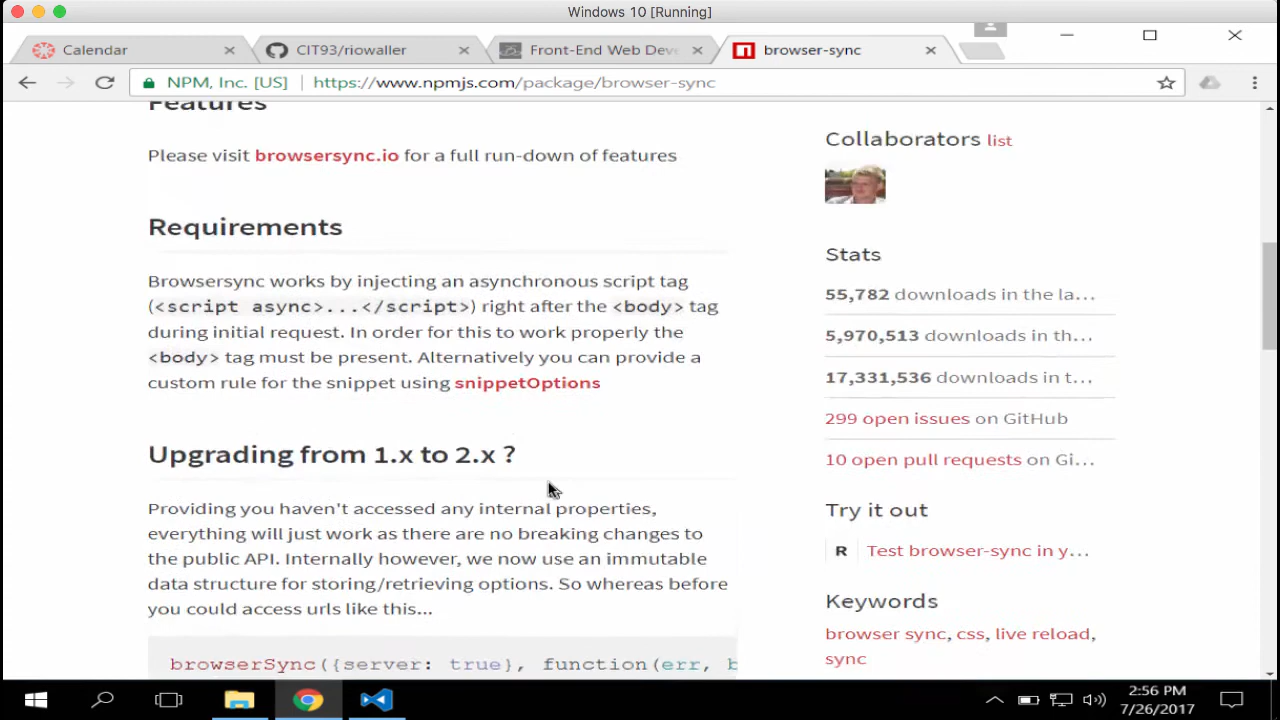 Windows 10 [Running]
Calendar
CIT93/riowaller
Front-End Web Dev
browser-sync
NPM, Inc. [US]
https://www.npmjs.com/package/browser-sync
Features
Please visit browsersync.io for a full run-down of features
Requirements
Browsersync works by injecting an asynchronous script tag
(<script async>...</script>) right after the <body> tag
during initial request. In order for this to work properly the
<body> tag must be present. Alternatively you can provide a
custom rule for the snippet using snippetOptions
Upgrading from 1.x to 2.x ?
Providing you haven't accessed any internal properties,
everything will just work as there are no breaking changes to
the public API. Internally however, we now use an immutable
data structure for storing/retrieving options. So whereas before
you could access urls like this...
browserSync({server: true}, function(err, b
Collaborators list
Stats
55,782 downloads in the la...
5,970,513 downloads in th...
17,331,536 downloads in t...
299 open issues on GitHub
10 open pull requests on Gi...
Try it out
R Test browser-sync in y...
Keywords
browser sync, css, live reload,
sync
2:56 PM
7/26/2017